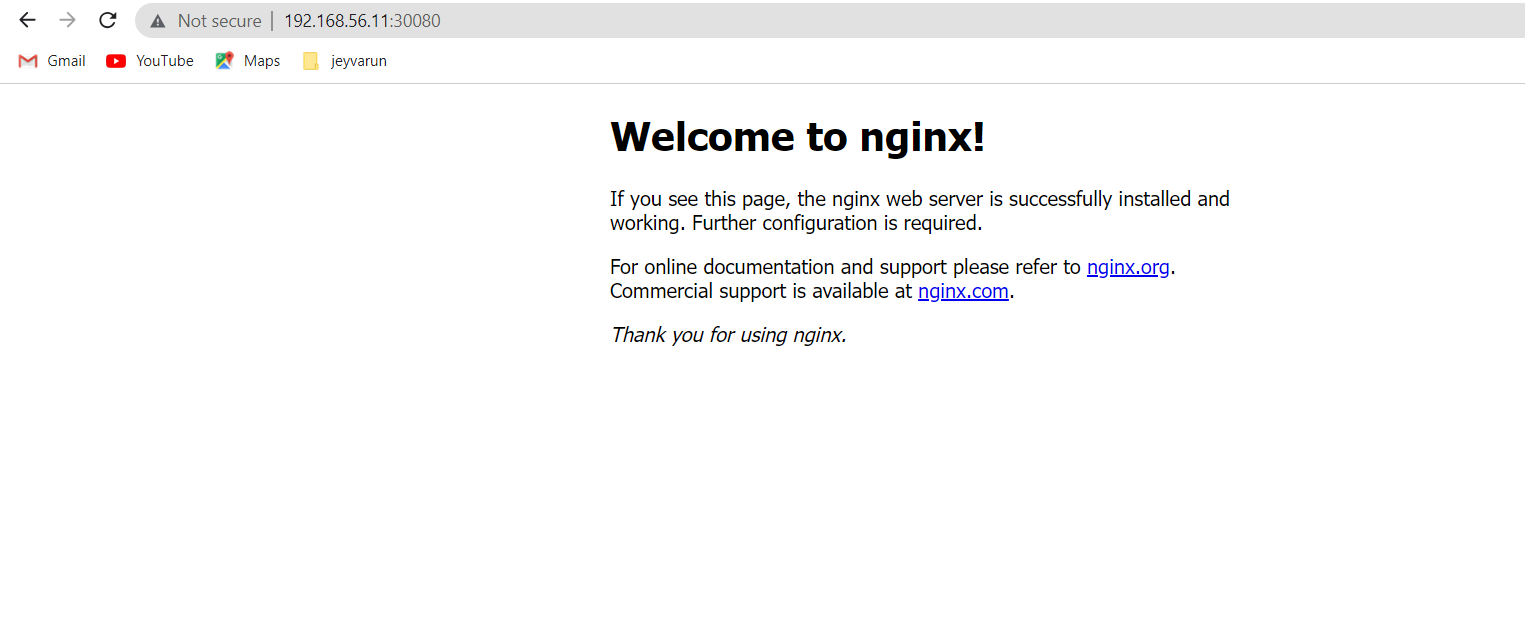 Not secure | 192.168.56.11:30080
Gmail YouTube Maps jeyvarun
Welcome to nginx!
If you see this page, the nginx web server is successfully installed and
working. Further configuration is required.
For online documentation and support please refer to nginx.org.
Commercial support is available at nginx.com.
Thank you for using nginx.